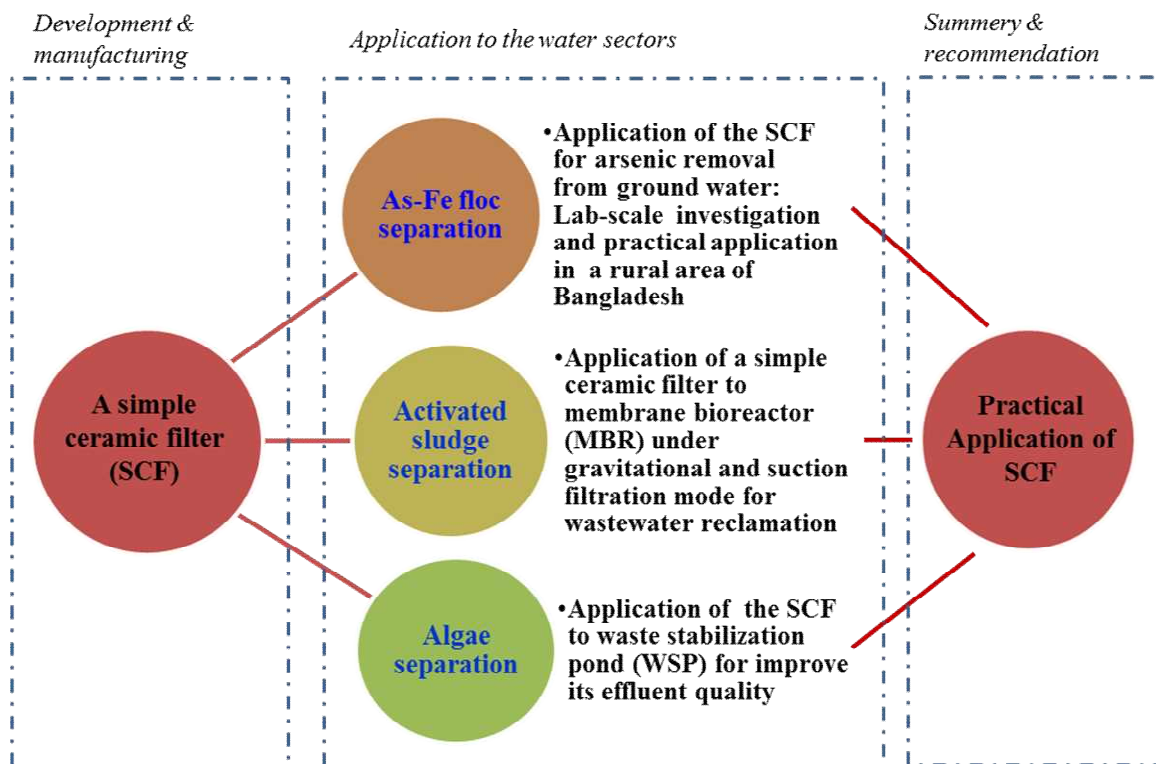 Development &
manufacturing
Application to the water sectors
Summery &
recommendation
A simple
ceramic filter
(SCF)
As-Fe floc
separation
•Application of the SCF
for arsenic removal
from ground water:
Lab-scale investigation
and practical application
in a rural area of
Bangladesh
Activated
sludge
separation
•Application of a simple
ceramic filter to
membrane bioreactor
(MBR) under
gravitational and suction
filtration mode for
wastewater reclamation
Algae
separation
•Application of the SCF
to waste stabilization
pond (WSP) for improve
its effluent quality
Practical
Application of
SCF